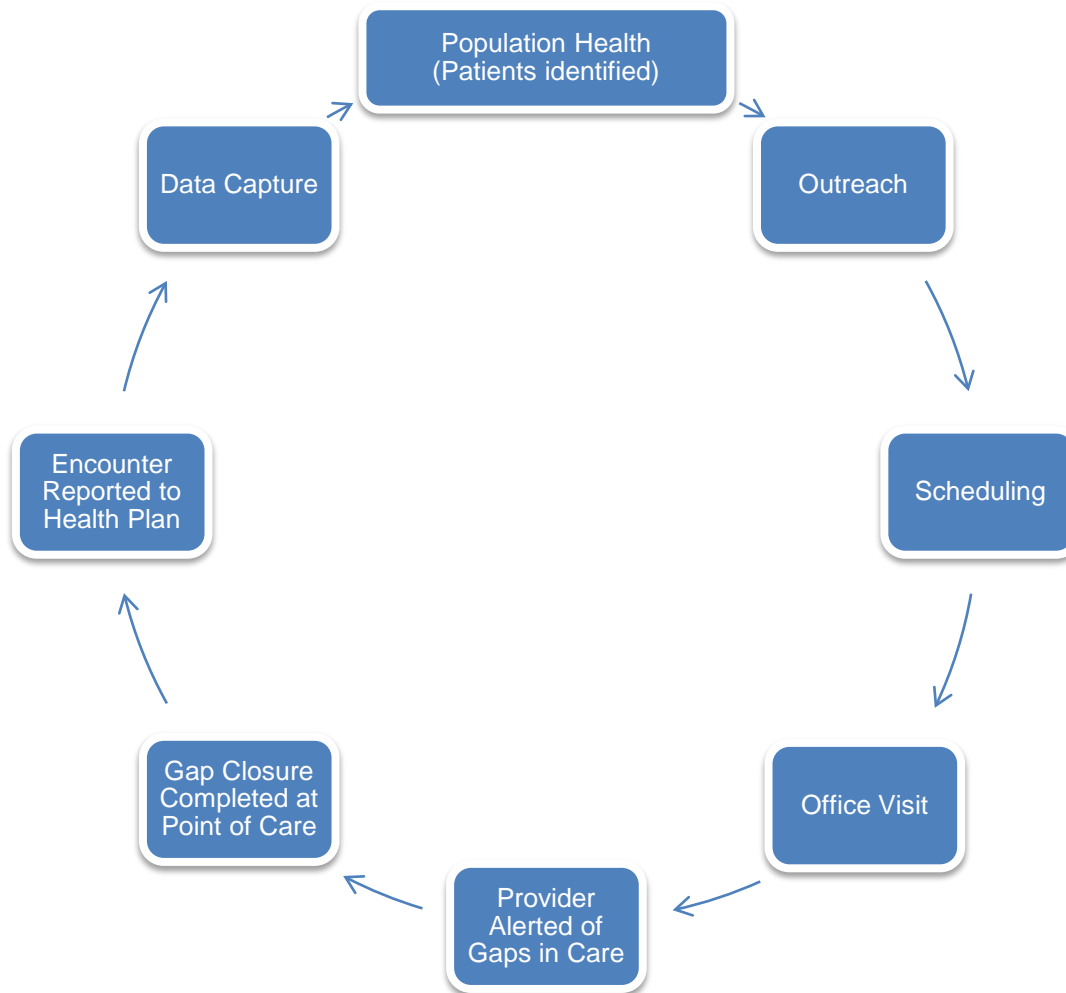 Population Health
(Patients identified)
Outreach
Scheduling
Office Visit
Provider
Alerted of
Gaps in Care
Gap Closure
Completed at
Point of Care
Encounter
Reported to
Health Plan
Data Capture